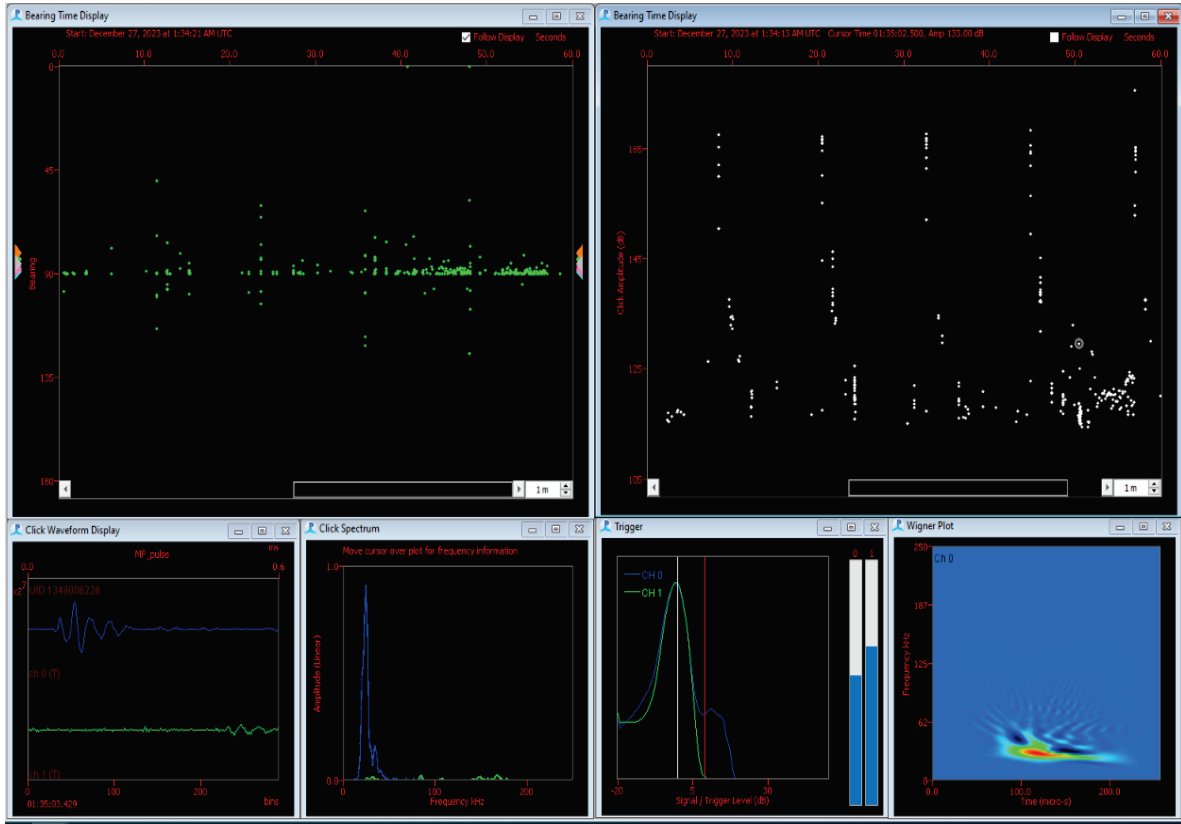 Bearing Time Display
Start: December 27, 2023 at 1:34:21 AM UTC
Follow Display Seconds
0.0 10.0 20.0 30.0 40.0 50.0 60.0
0
45
90
135
180
Bearing
1m
Bearing Time Display
Start: December 27, 2023 at 1:34:13 AM UTC Cursor Time 01:35:02.500, Amp 133.00 dB
Follow Display Seconds
0.0 10.0 20.0 30.0 40.0 50.0 60.0
165
145
125
105
Click Amplitude (dB)
1m
Click Waveform Display
MF_pulse
ms
0.0 0.6
UID 1349006228
ch 0 (T)
ch 1 (T)
0 100 200
01:35:03.429
bins
Click Spectrum
Move cursor over plot for frequency information
1.0
0.0
Amplitude (Linear)
0 100 200
Frequency kHz
Trigger
CH 0
CH 1
0 1
-20 5 30
Signal / Trigger Level (dB)
Wigner Plot
Ch 0
250
187
125
62
0
Frequency kHz
0.0 100.0 200.0
Time (micro-s)